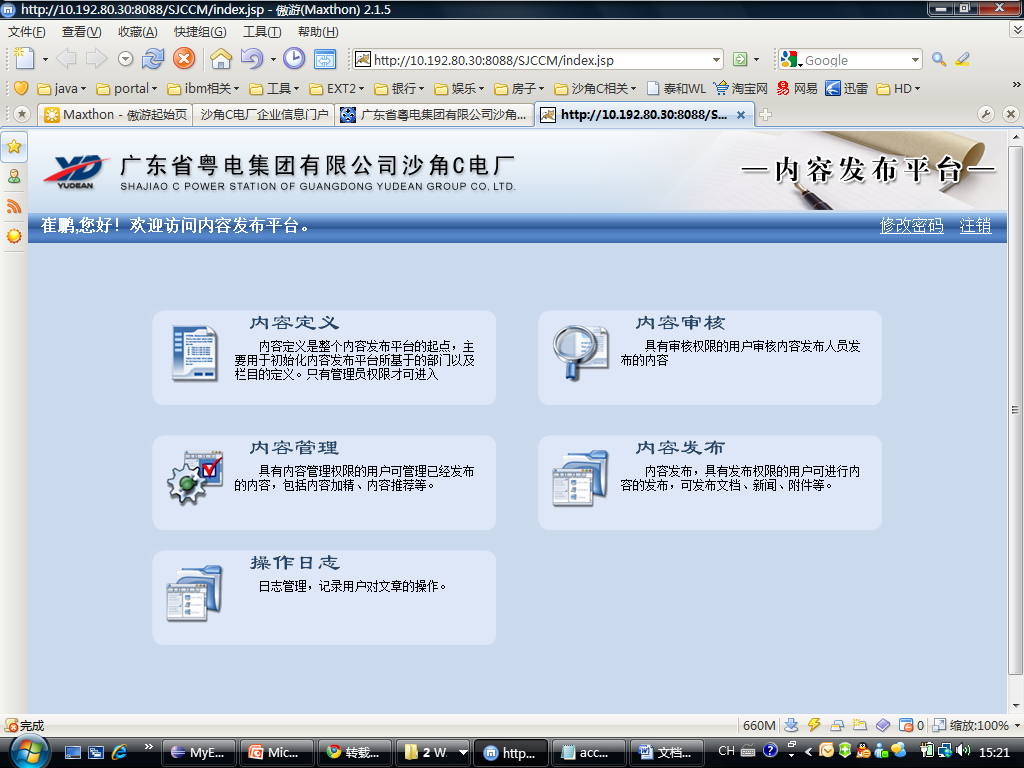 http://10.192.80.30:8088/SJCCM/index.jsp - 傲游(Maxthon) 2.1.5
文件(F) 查看(V) 收藏(A) 快捷组(G) 工具(T) 帮助(H)
http://10.192.80.30:8088/SJCCM/index.jsp Google
java portal ibm相关 工具 EXT2 银行 娱乐 房子 沙角C相关 泰和WL 淘宝网 网易 迅雷 HD
Maxthon - 傲游起始页 沙角C电厂企业信息门户 广东省粤电集团有限公司沙角... http://10.192.80.30:8088/S...
YUDEAN
广东省粤电集团有限公司沙角C电厂
SHAJIAO C POWER STATION OF GUANGDONG YUDEAN GROUP CO. LTD.
—内容发布平台—
崔鹏,您好！欢迎访问内容发布平台。 修改密码 注销
内容定义
内容定义是整个内容发布平台的起点，主
要用于初始化内容发布平台所基于的部门以及
栏目的定义。只有管理员权限才可进入
内容审核
具有审核权限的用户审核内容发布人员发
布的内容
内容管理
具有内容管理权限的用户可管理已经发布
的内容，包括内容加精、内容推荐等。
内容发布
内容发布，具有发布权限的用户可进行内
容的发布，可发布文档、新闻、附件等。
操作日志
日志管理，记录用户对文章的操作。
完成 660M 0 缩放:100%
MyE... Mic... 转载... 2 W http... acc... 文档... CH 15:21